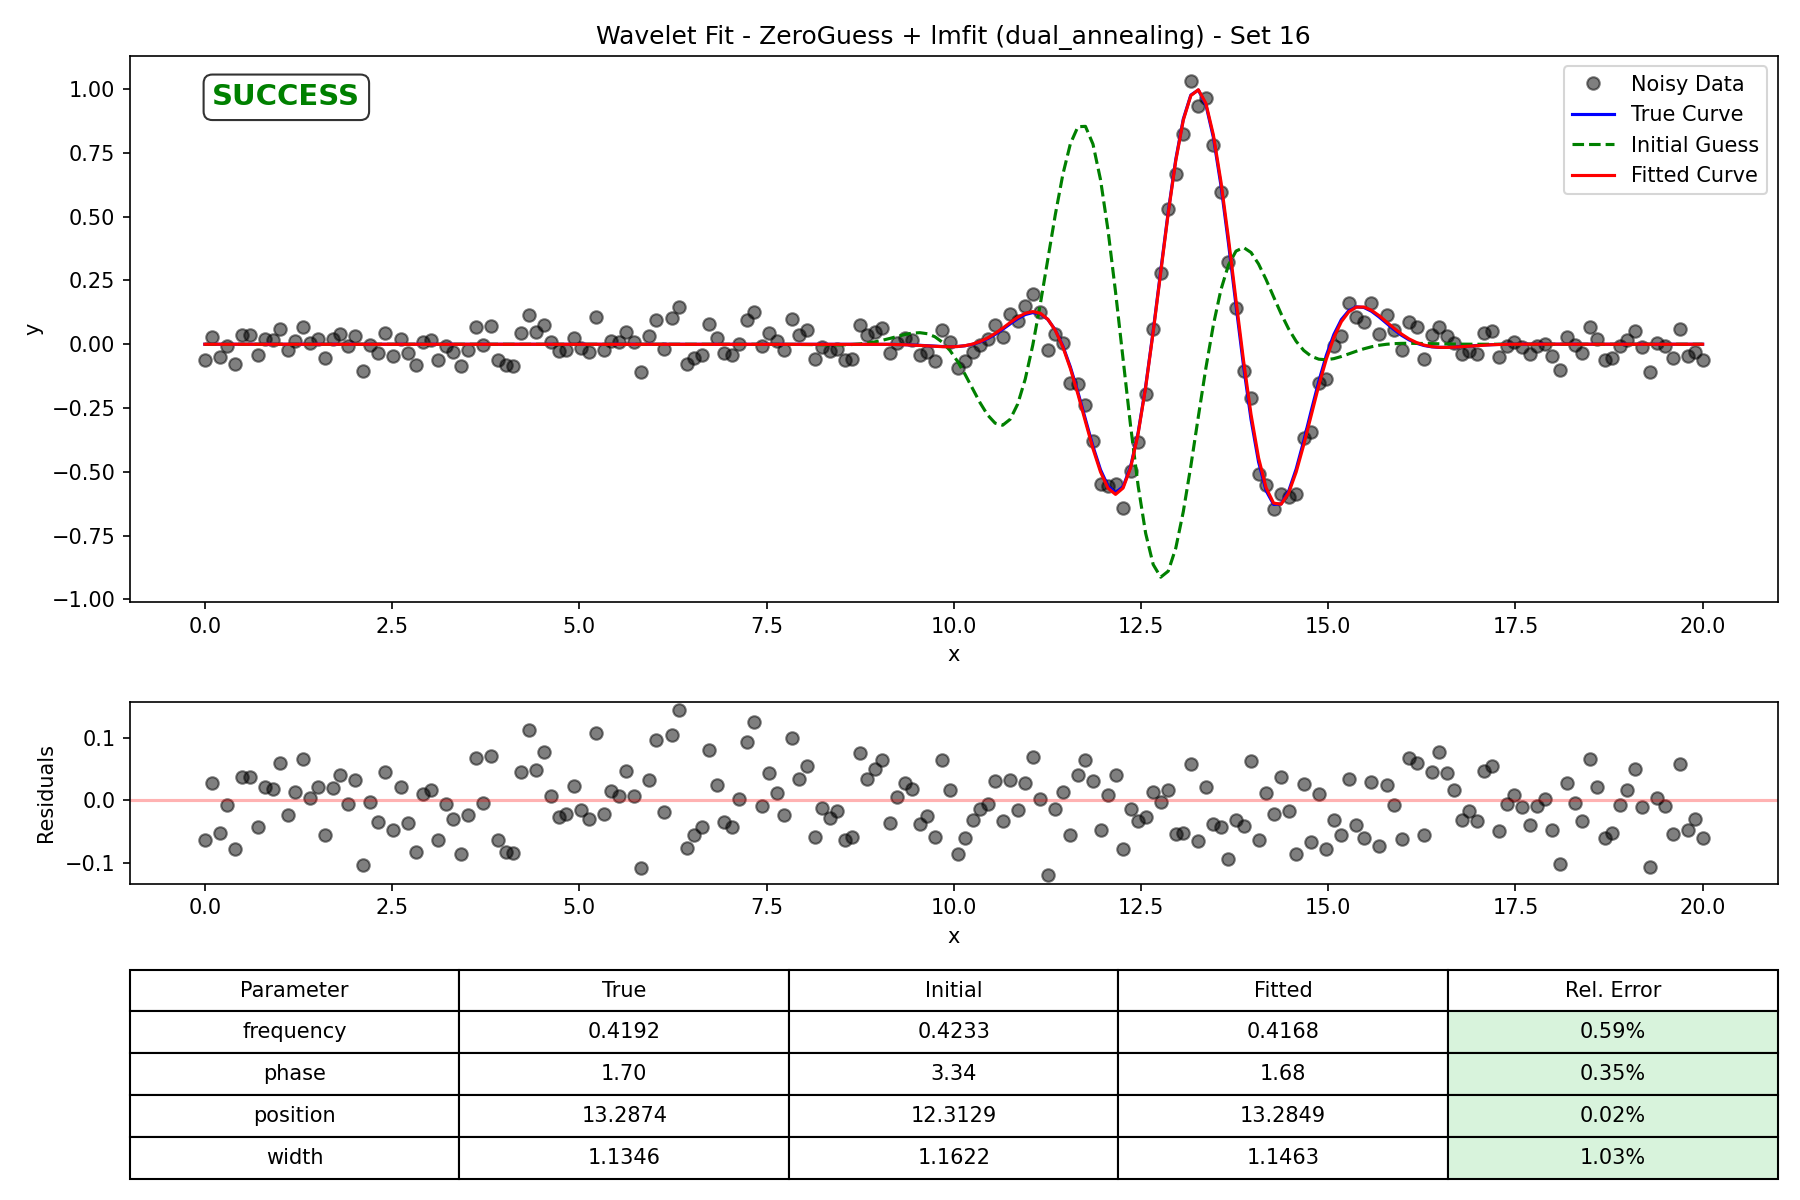 Wavelet Fit - ZeroGuess + lmfit (dual_annealing) - Set 16
SUCCESS
Noisy Data
True Curve
Initial Guess
Fitted Curve
1.00
0.75
0.50
0.25
0.00
−0.25
−0.50
−0.75
−1.00
y
0.0 2.5 5.0 7.5 10.0 12.5 15.0 17.5 20.0
x
0.1
0.0
−0.1
Residuals
0.0 2.5 5.0 7.5 10.0 12.5 15.0 17.5 20.0
x
Parameter True Initial Fitted Rel. Error
frequency 0.4192 0.4233 0.4168 0.59%
phase 1.70 3.34 1.68 0.35%
position 13.2874 12.3129 13.2849 0.02%
width 1.1346 1.1622 1.1463 1.03%